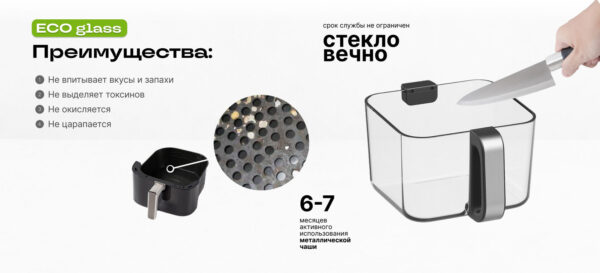 ECO glass
Преимущества:
1 Не впитывает вкусы и запахи
2 Не выделяет токсинов
3 Не окисляется
4 Не царапается
срок службы не ограничен
стекло
вечно
6-7
месяцев
активного
использования
металлической
чаши